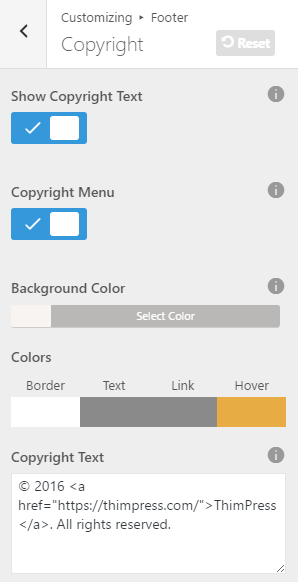 Customizing ▸ Footer
Copyright
Reset
Show Copyright Text
Copyright Menu
Background Color
Select Color
Colors
Border Text Link Hover
Copyright Text
© 2016 <a
href="https://thimpress.com/">ThimPress
</a>. All rights reserved.